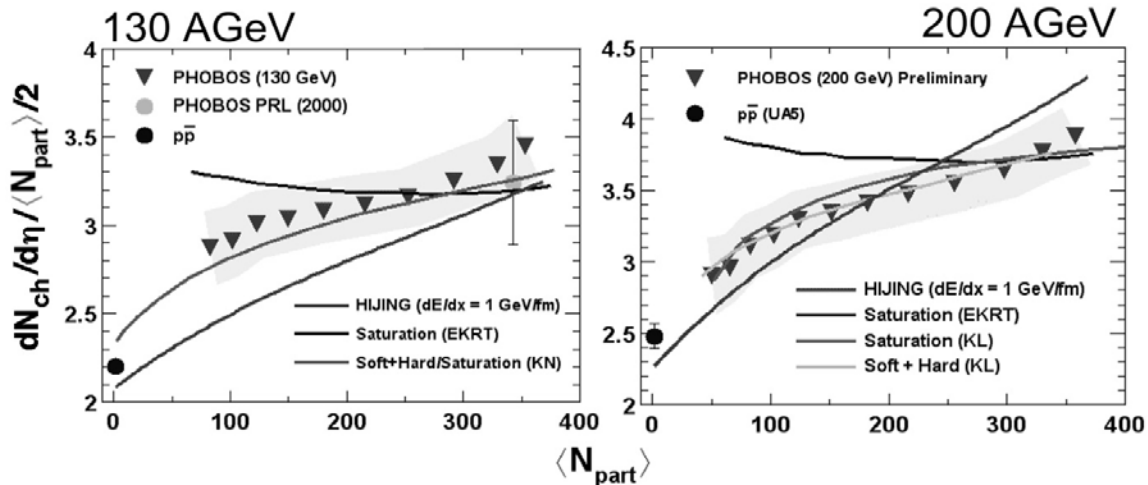 130 AGeV
200 AGeV
dN_ch/dη/⟨N_part⟩/2
4
3.5
3
2.5
2
PHOBOS (130 GeV)
PHOBOS PRL (2000)
pp̅
HIJING (dE/dx = 1 GeV/fm)
Saturation (EKRT)
Soft+Hard/Saturation (KN)
0
100
200
300
400
4.5
4
3.5
3
2.5
2
PHOBOS (200 GeV) Preliminary
pp̅ (UA5)
HIJING (dE/dx = 1 GeV/fm)
Saturation (EKRT)
Saturation (KL)
Soft + Hard (KL)
0
100
200
300
400
⟨N_part⟩